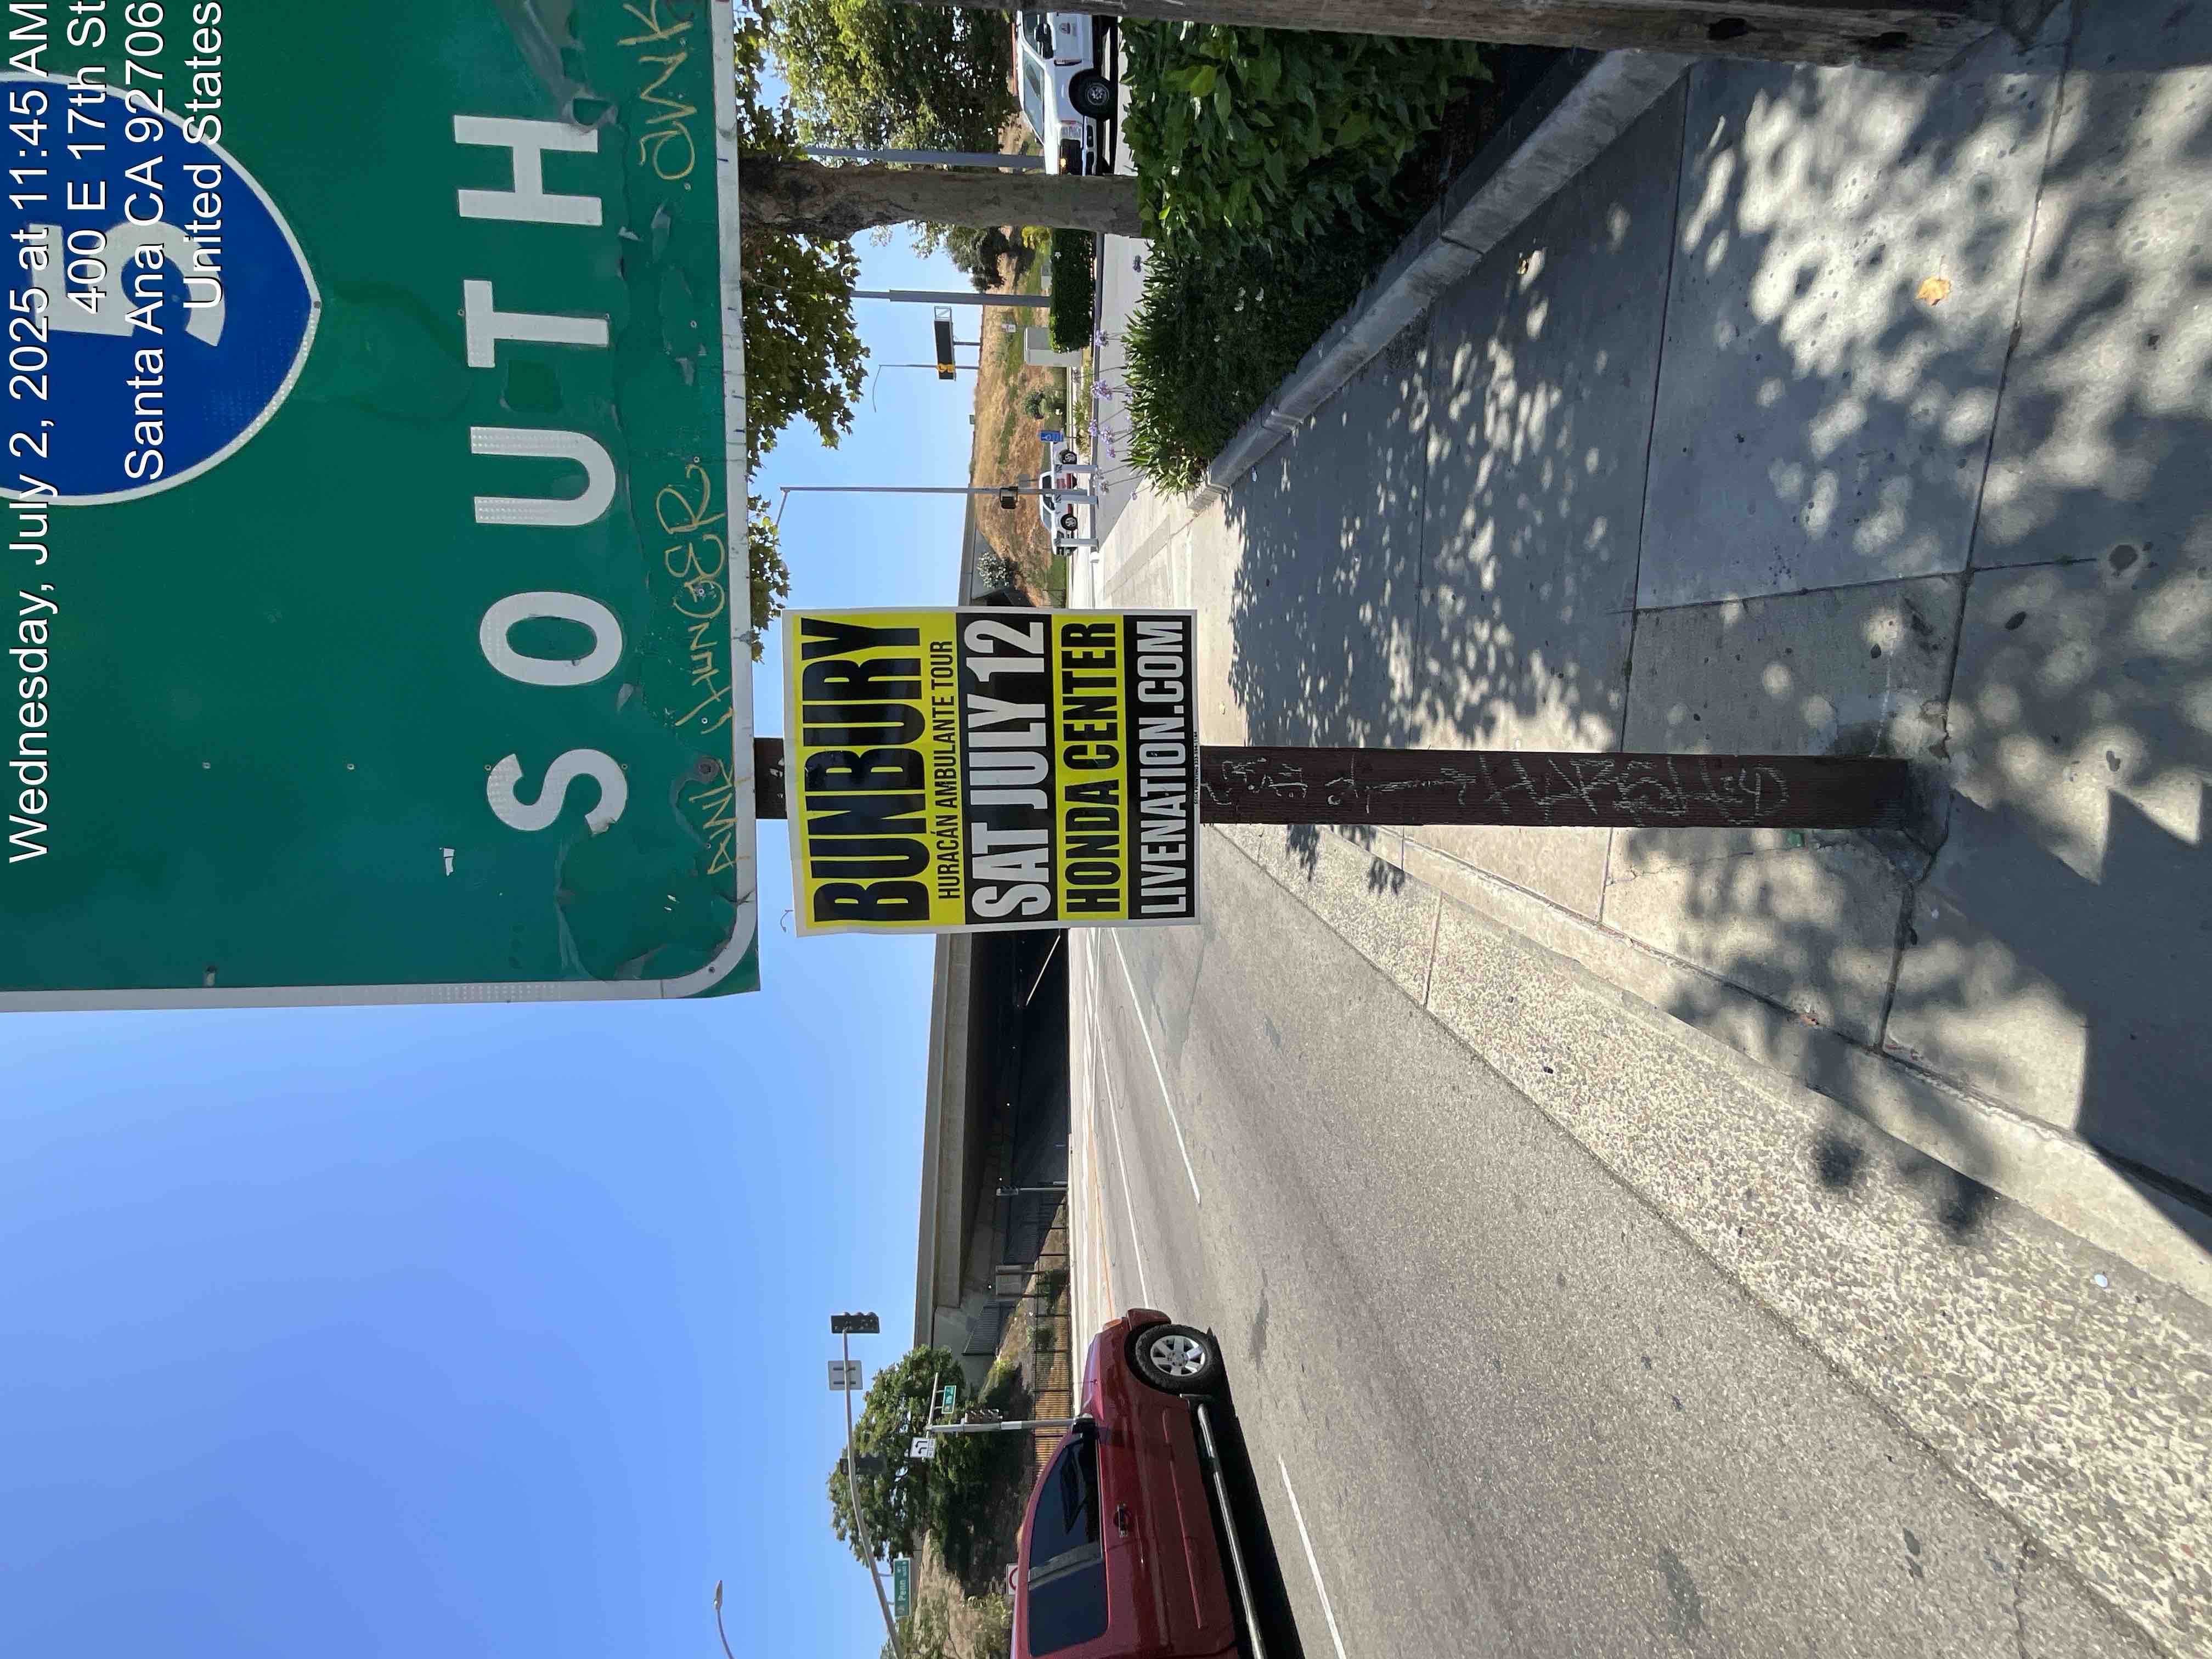 Wednesday, July 2, 2025 at 11:45 AM
400 E 17th St
Santa Ana CA 92706
United States
5
SOUTH
BUNBURY
HURACÁN AMBULANTE TOUR
SAT JULY 12
HONDA CENTER
LIVENATION.COM
Penn